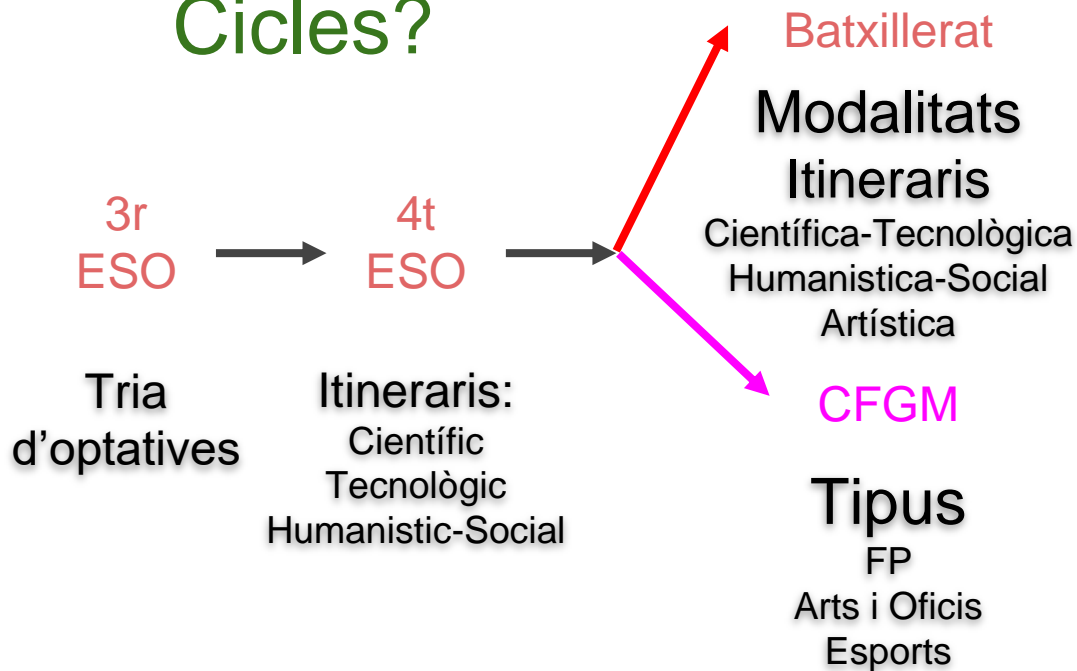 Cicles?
3r
ESO
Tria
d'optatives
4t
ESO
Itineraris:
Científic
Tecnològic
Humanistic-Social
Batxillerat
Modalitats
Itineraris
Científica-Tecnològica
Humanistica-Social
Artística
CFGM
Tipus
FP
Arts i Oficis
Esports